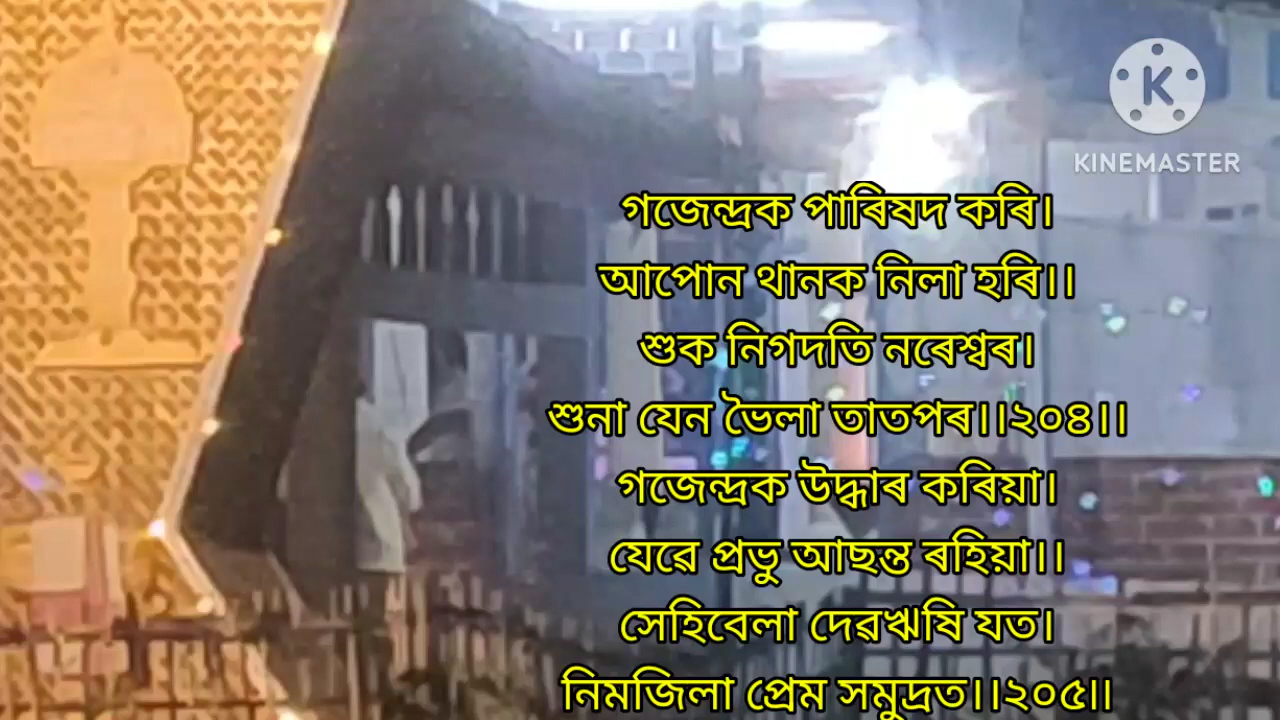 KINEMASTER
গজেন্দ্ৰক পাৰিষদ কৰি।
আপোন থানক নিলা হৰি।।
শুক নিগদতি নৰেশ্বৰ।
শুনা যেন ভৈলা তাতপৰ।।২০৪।।
গজেন্দ্ৰক উদ্ধাৰ কৰিয়া।
যেৱে প্ৰভু আছন্ত ৰহিয়া।।
সেহিবেলা দেৱঋষি যত।
নিমজিলা প্ৰেম সমুদ্ৰত।।২০৫।।